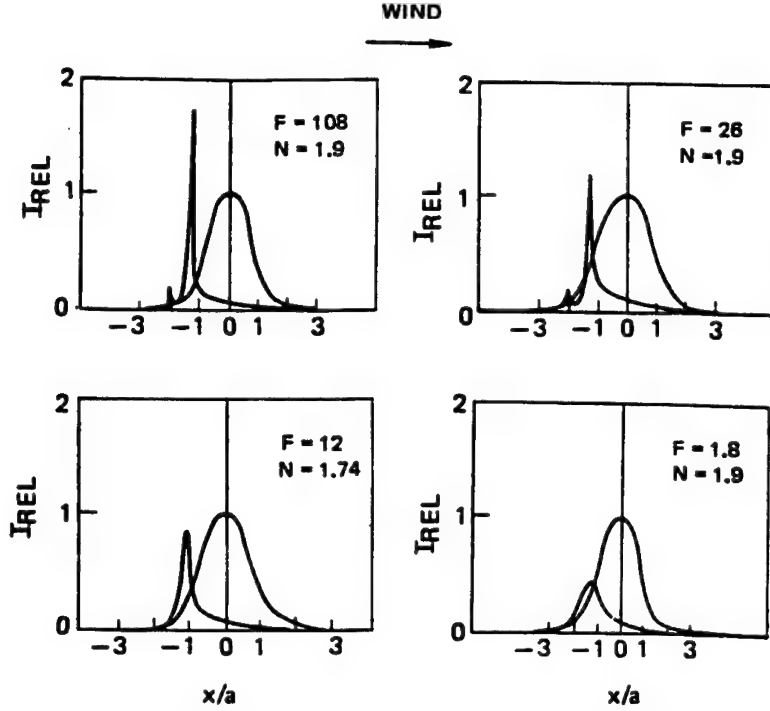 WIND
2
1
0
I_REL
F = 108
N = 1.9
-3 -1 0 1 3
2
1
0
I_REL
F = 26
N =1.9
-3 -1 0 1 3
2
1
0
I_REL
F = 12
N = 1.74
-3 -1 0 1 3
x/a
2
1
0
I_REL
F = 1.8
N = 1.9
-3 -1 0 1 3
x/a